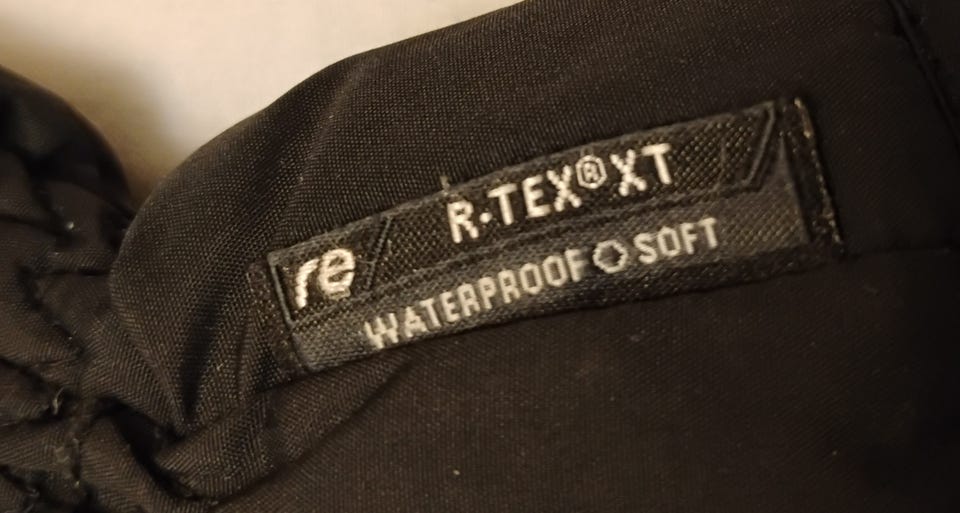 R-TEX® XT
re
WATERPROOF SOFT